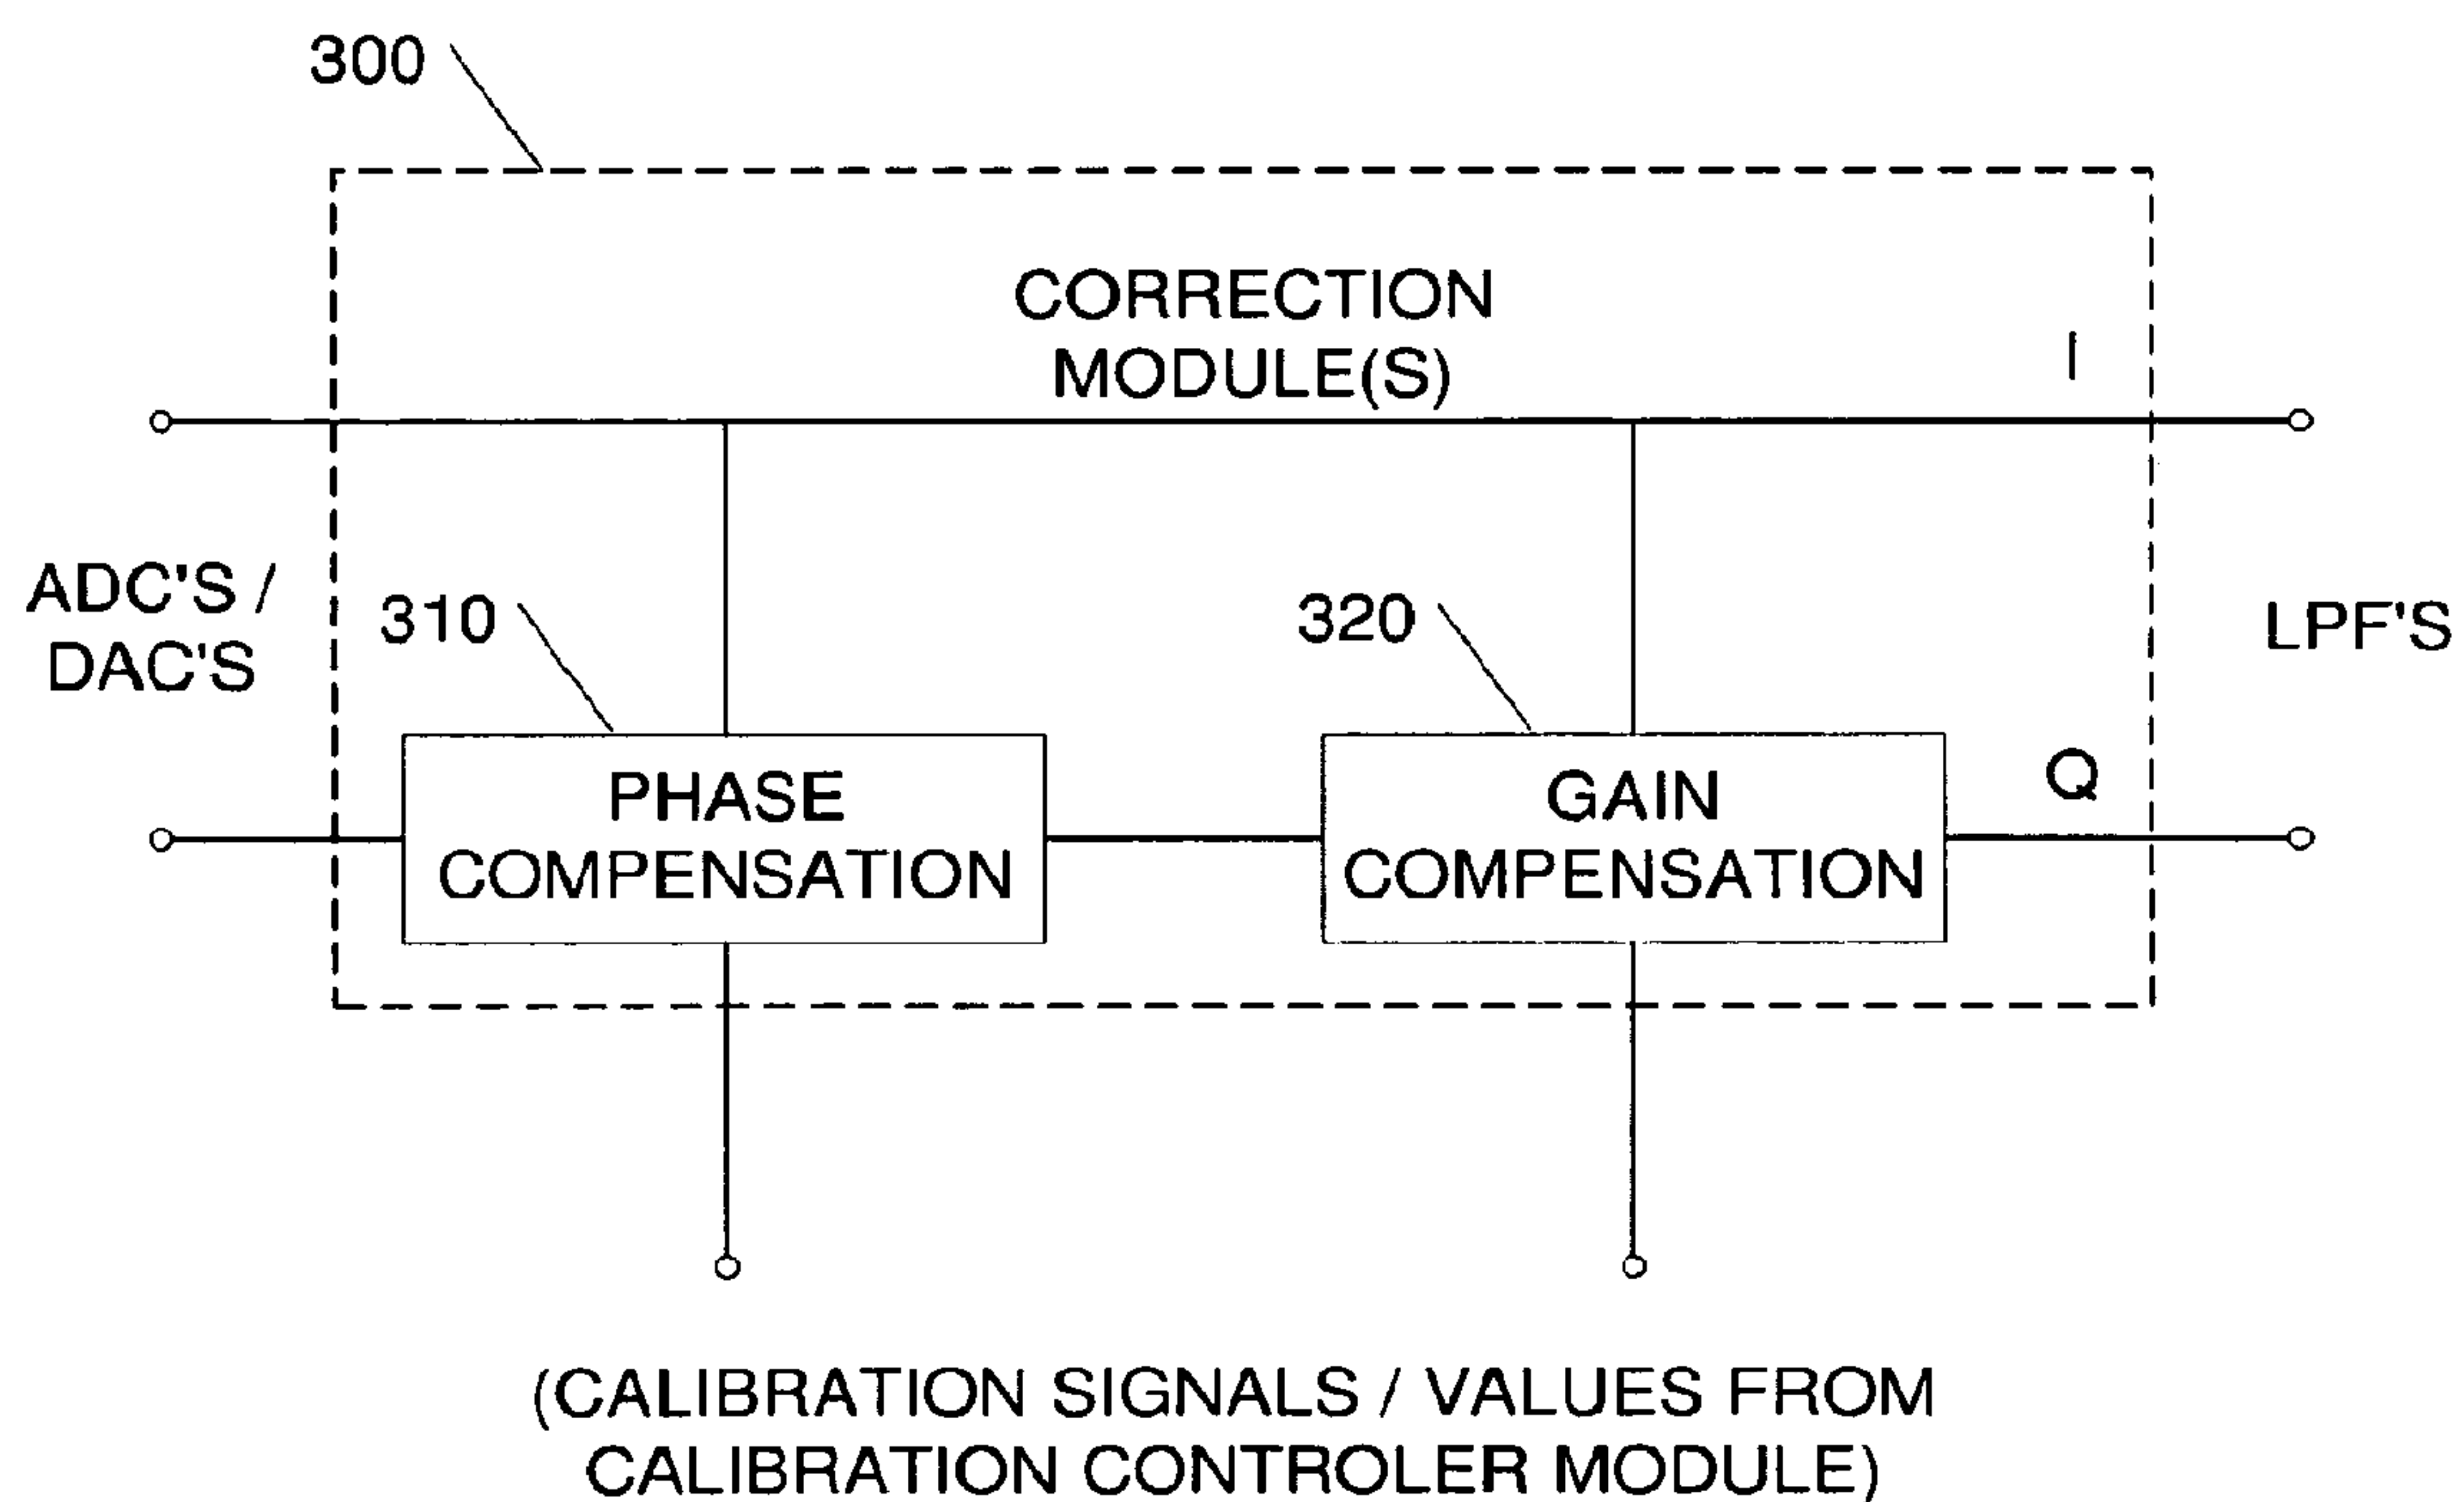 300
CORRECTION
MODULE(S)
I
ADC'S /
DAC'S
310
320
LPF'S
PHASE
COMPENSATION
GAIN
COMPENSATION
Q
(CALIBRATION SIGNALS / VALUES FROM
CALIBRATION CONTROLER MODULE)